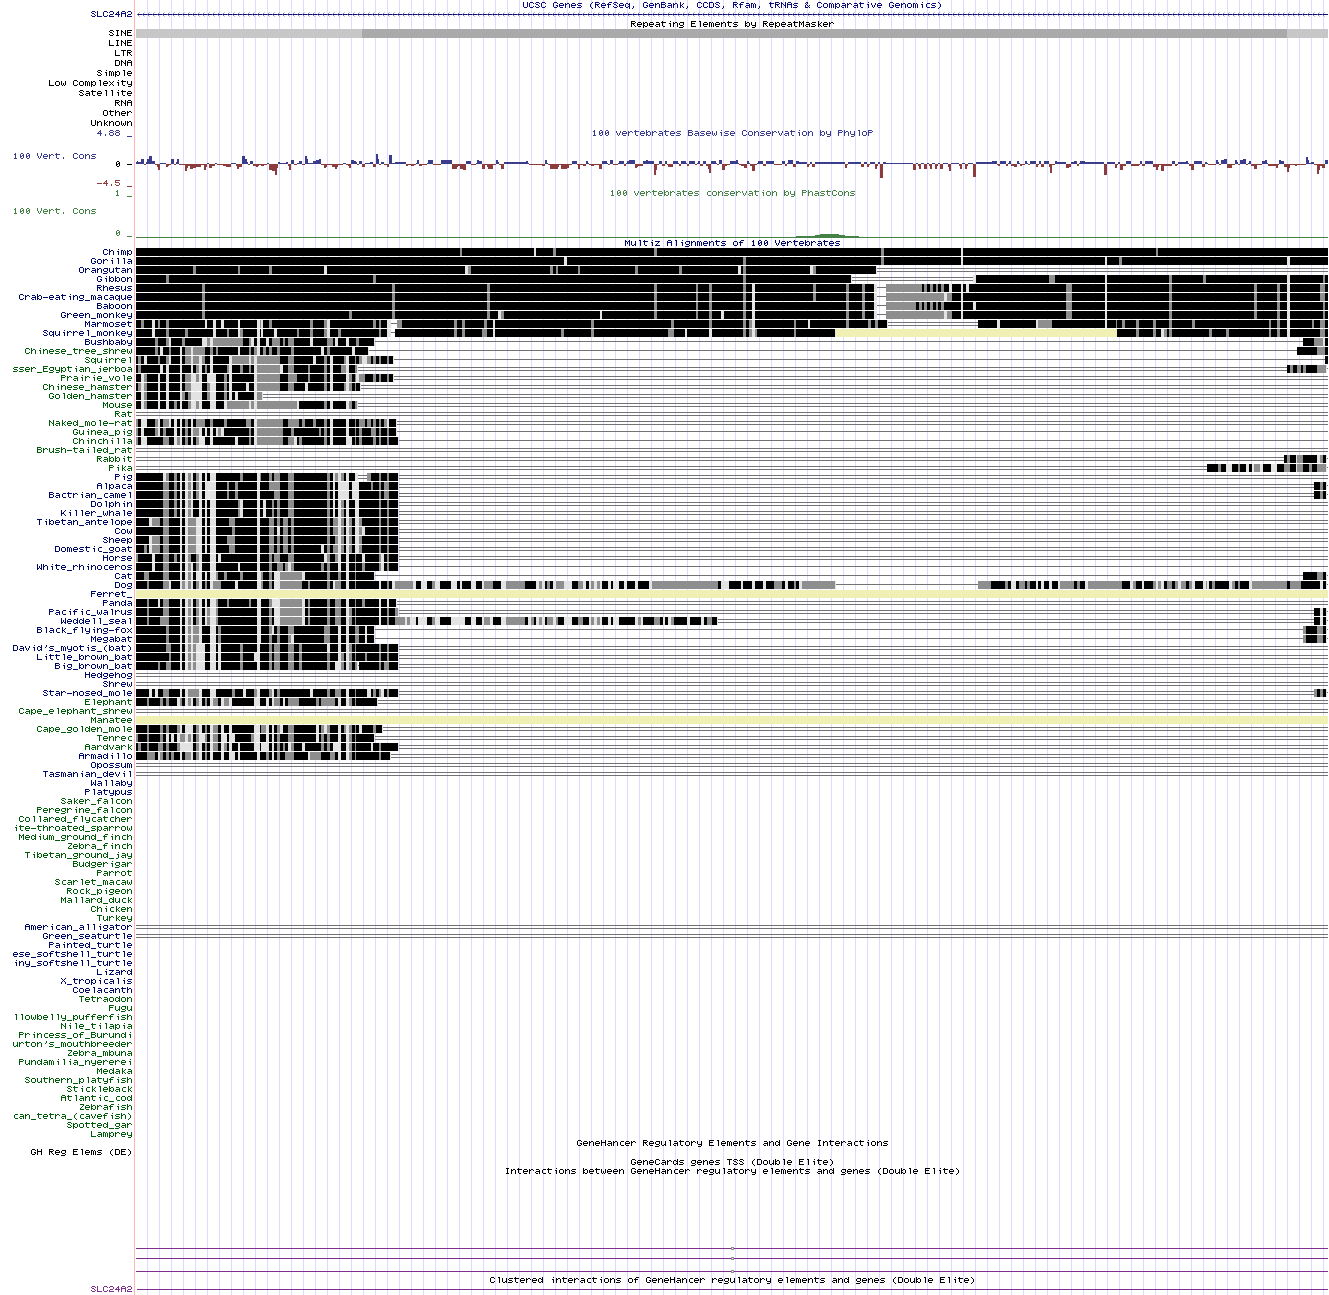 UCSC Genes (RefSeq, GenBank, CCDS, Rfam, tRNAs & Comparative Genomics)
SLC24A2
Repeating Elements by RepeatMasker
SINE
LINE
LTR
DNA
Simple
Low Complexity
Satellite
RNA
Other
Unknown
4.88 _
100 vertebrates Basewise Conservation by PhyloP
100 Vert. Cons
0 _
-4.5 _
1 _
100 vertebrates conservation by PhastCons
100 Vert. Cons
0 _
Multiz Alignments of 100 Vertebrates
Chimp
Gorilla
Orangutan
Gibbon
Rhesus
Crab-eating_macaque
Baboon
Green_monkey
Marmoset
Squirrel_monkey
Bushbaby
Chinese_tree_shrew
Squirrel
sser_Egyptian_jerboa
Prairie_vole
Chinese_hamster
Golden_hamster
Mouse
Rat
Naked_mole-rat
Guinea_pig
Chinchilla
Brush-tailed_rat
Rabbit
Pika
Pig
Alpaca
Bactrian_camel
Dolphin
Killer_whale
Tibetan_antelope
Cow
Sheep
Domestic_goat
Horse
White_rhinoceros
Cat
Dog
Ferret_
Panda
Pacific_walrus
Weddell_seal
Black_flying-fox
Megabat
David's_myotis_(bat)
Little_brown_bat
Big_brown_bat
Hedgehog
Shrew
Star-nosed_mole
Elephant
Cape_elephant_shrew
Manatee
Cape_golden_mole
Tenrec
Aardvark
Armadillo
Opossum
Tasmanian_devil
Wallaby
Platypus
Saker_falcon
Peregrine_falcon
Collared_flycatcher
ite-throated_sparrow
Medium_ground_finch
Zebra_finch
Tibetan_ground_jay
Budgerigar
Parrot
Scarlet_macaw
Rock_pigeon
Mallard_duck
Chicken
Turkey
American_alligator
Green_seaturtle
Painted_turtle
ese_softshell_turtle
iny_softshell_turtle
Lizard
X_tropicalis
Coelacanth
Tetraodon
Fugu
llowbelly_pufferfish
Nile_tilapia
Princess_of_Burundi
urton's_mouthbreeder
Zebra_mbuna
Pundamilia_nyererei
Medaka
Southern_platyfish
Stickleback
Atlantic_cod
Zebrafish
can_tetra_(cavefish)
Spotted_gar
Lamprey
GeneHancer Regulatory Elements and Gene Interactions
GH Reg Elems (DE)
GeneCards genes TSS (Double Elite)
Interactions between GeneHancer regulatory elements and genes (Double Elite)
Clustered interactions of GeneHancer regulatory elements and genes (Double Elite)
SLC24A2